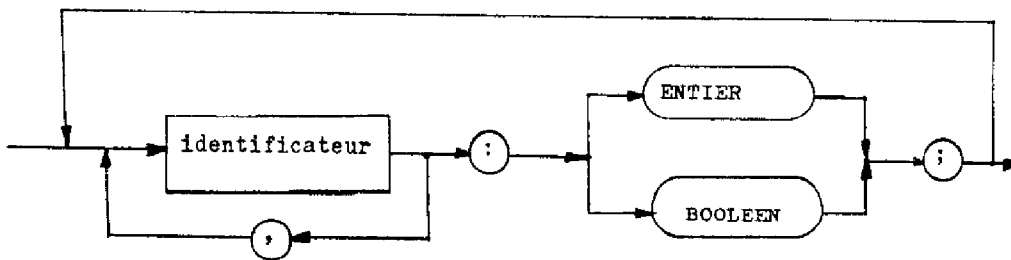 ENTIER
identificateur
:
;
BOOLEEN
,